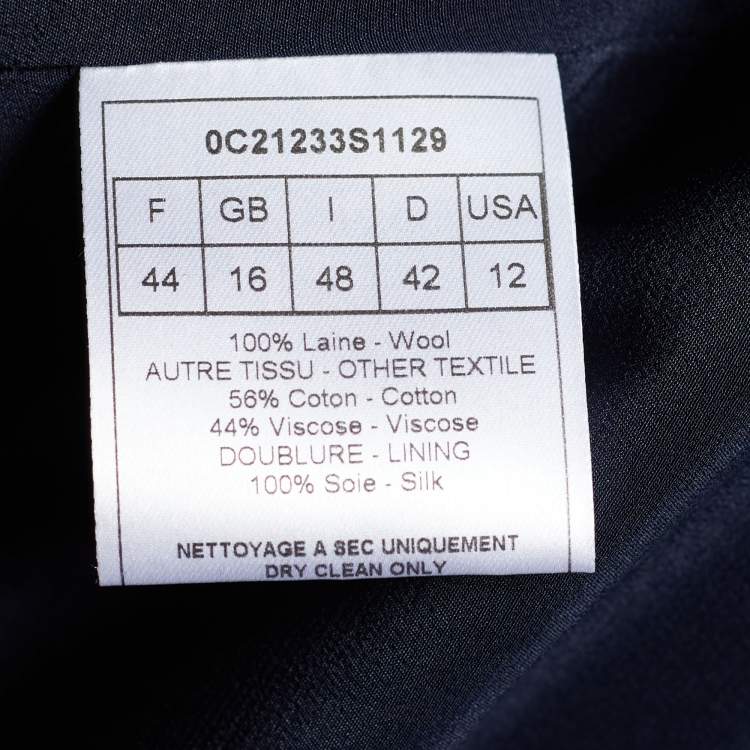 0C21233S1129
F GB I D USA
44 16 48 42 12
100% Laine - Wool
AUTRE TISSU - OTHER TEXTILE
56% Coton - Cotton
44% Viscose - Viscose
DOUBLURE - LINING
100% Soie - Silk
NETTOYAGE A SEC UNIQUEMENT
DRY CLEAN ONLY